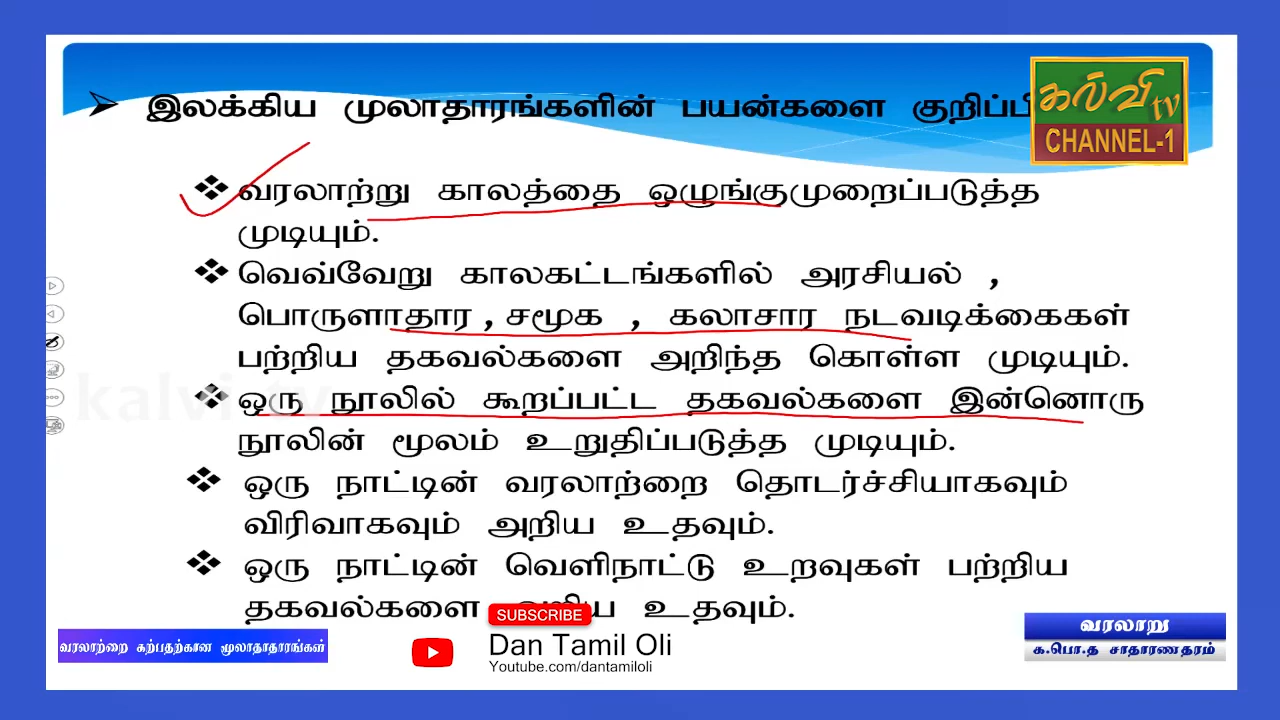 இலக்கிய முலாதாரங்களின் பயன்களை
கல்வி tv
CHANNEL-1
வரலாற்று காலத்தை ஒழுங்குமுறைப்படுத்த
முடியும்.
வெவ்வேறு காலகட்டங்களில் அரசியல் ,
பொருளாதார , சமூக , கலாசார நடவடிக்கைகள்
பற்றிய தகவல்களை அறிந்த கொள்ள முடியும்.
kalvi tv
ஒரு நூலில் கூறப்பட்ட தகவல்களை இன்னொரு
நூலின் மூலம் உறுதிப்படுத்த முடியும்.
ஒரு நாட்டின் வரலாற்றை தொடர்ச்சியாகவும்
விரிவாகவும் அறிய உதவும்.
ஒரு நாட்டின் வெளிநாட்டு உறவுகள் பற்றிய
தகவல்களை அறிய உதவும்.
SUBSCRIBE
Dan Tamil Oli
Youtube.com/dantamiloli
வரலாற்றை கற்பதற்கான மூலாதாதாரங்கள்
வரலாறு
க.பொ.த சாதாரணதரம்